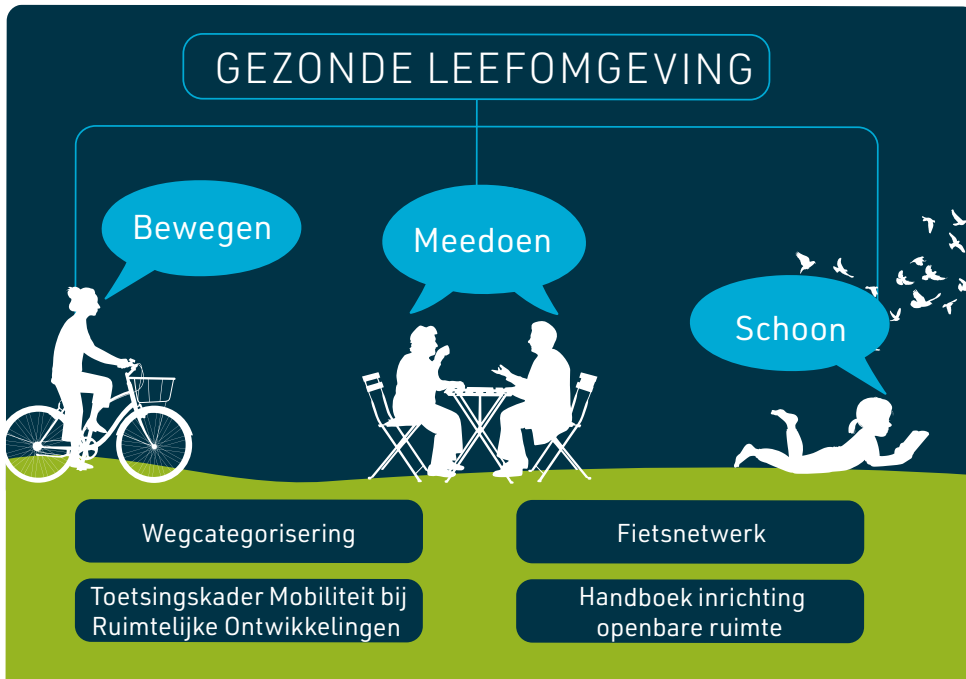 GEZONDE LEEFOMGEVING
Bewegen
Meedoen
Schoon
Wegcategorisering
Fietsnetwerk
Toetsingskader Mobiliteit bij
Ruimtelijke Ontwikkelingen
Handboek inrichting
openbare ruimte